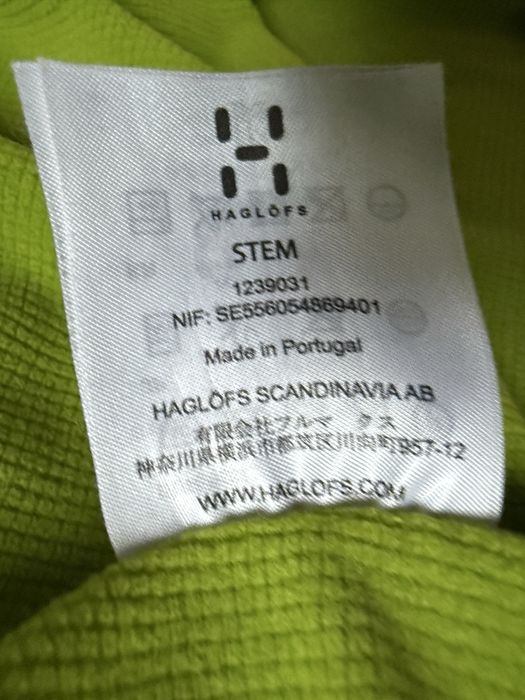 HAGLÖFS
STEM
1239031
NIF: SE556054869401
Made in Portugal
HAGLÖFS SCANDINAVIA AB
有限会社フルマークス
神奈川県横浜市都筑区川向町957-12
WWW.HAGLOFS.COM